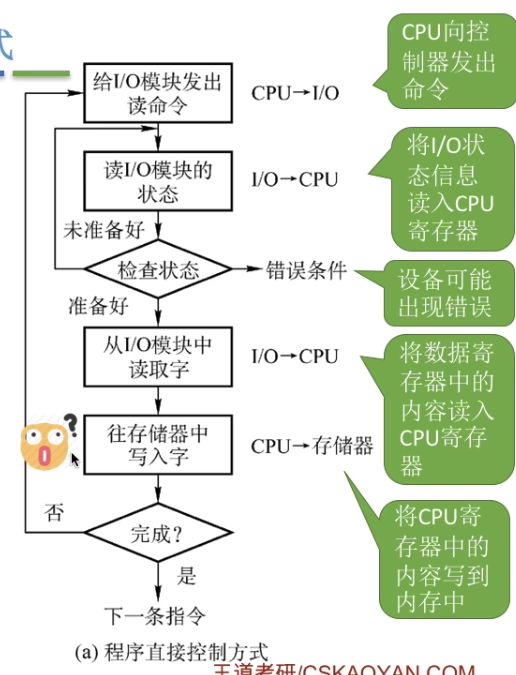 式
给I/O模块发出
读命令
CPU→I/O
CPU向控
制器发出
命令
读I/O模块的
状态
I/O→CPU
将I/O状
态信息
读入CPU
寄存器
未准备好
检查状态
错误条件
设备可能
出现错误
准备好
从I/O模块中
读取字
I/O→CPU
将数据寄
存器中的
内容读入
CPU寄存
器
往存储器中
写入字
CPU→存储器
否
完成?
将CPU寄
存器中的
内容写到
内存中
是
下一条指令
(a) 程序直接控制方式
王道考研/CSKAOYAN.COM